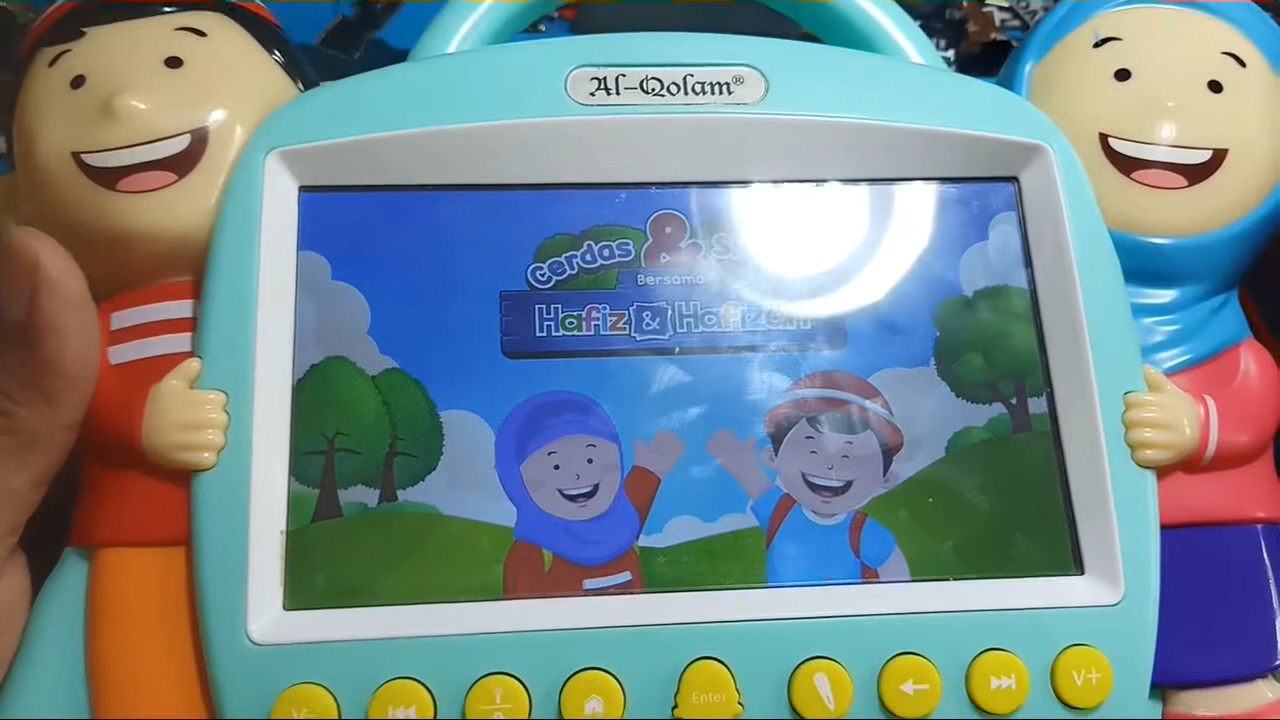 Al-Qolam®
Cerdas &
Bersama
Hafiz & Hafizah
Enter
V+